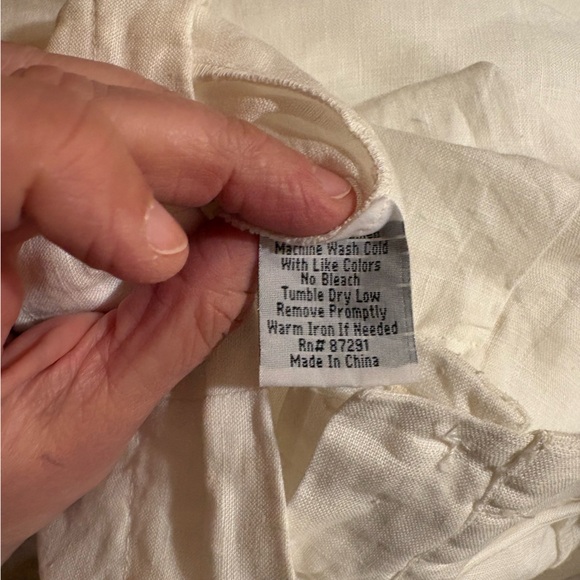 Machine Wash Cold
With Like Colors
No Bleach
Tumble Dry Low
Remove Promptly
Warm Iron If Needed
Rn# 87291
Made In China